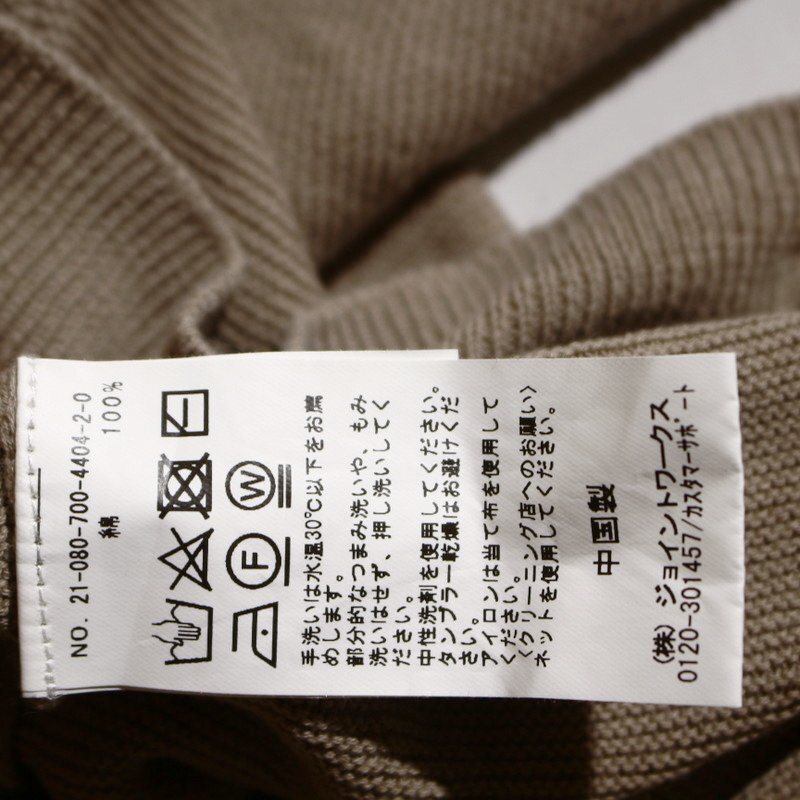 NO. 21-080-700-4404-2-0
綿 100%
W
F
手洗いは水温30℃以下をお薦
めします。
部分的なつまみ洗いや、もみ
洗いはせず、押し洗いしてく
ださい。
中性洗剤を使用してください。
タンブラー乾燥はお避けくだ
さい。
アイロンは当て布を使用して
ください。
<クリーニング店へのお願い>
ネットを使用してください。
中国製
(株) ジョイントワークス
0120-301457/カスタマーサポート